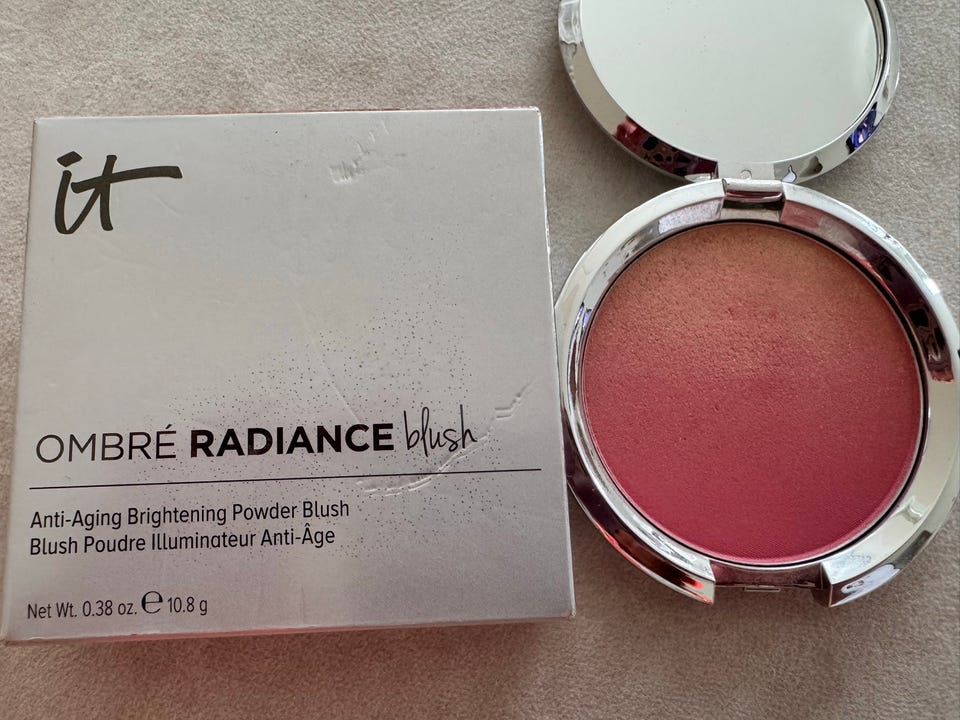 it
OMBRÉ RADIANCE blush
Anti-Aging Brightening Powder Blush
Blush Poudre Illuminateur Anti-Âge
Net Wt. 0.38 oz. ℮ 10.8 g